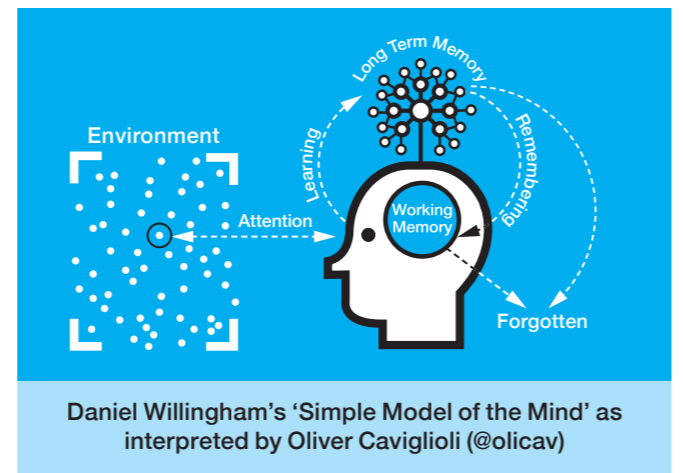 Long Term Memory
Environment
Learning
Remembering
Attention
Working
Memory
Forgotten
Daniel Willingham's ‘Simple Model of the Mind’ as
interpreted by Oliver Caviglioli (@olicav)